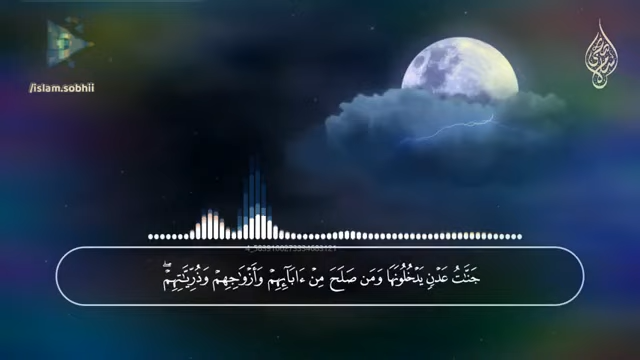 /islam.sobhii
جَنَّٰتُ عَدْنٍ يَدْخُلُونَهَا وَمَن صَلَحَ مِنْ ءَابَآئِهِمْ وَأَزْوَٰجِهِمْ وَذُرِّيَّٰتِهِمْۖ